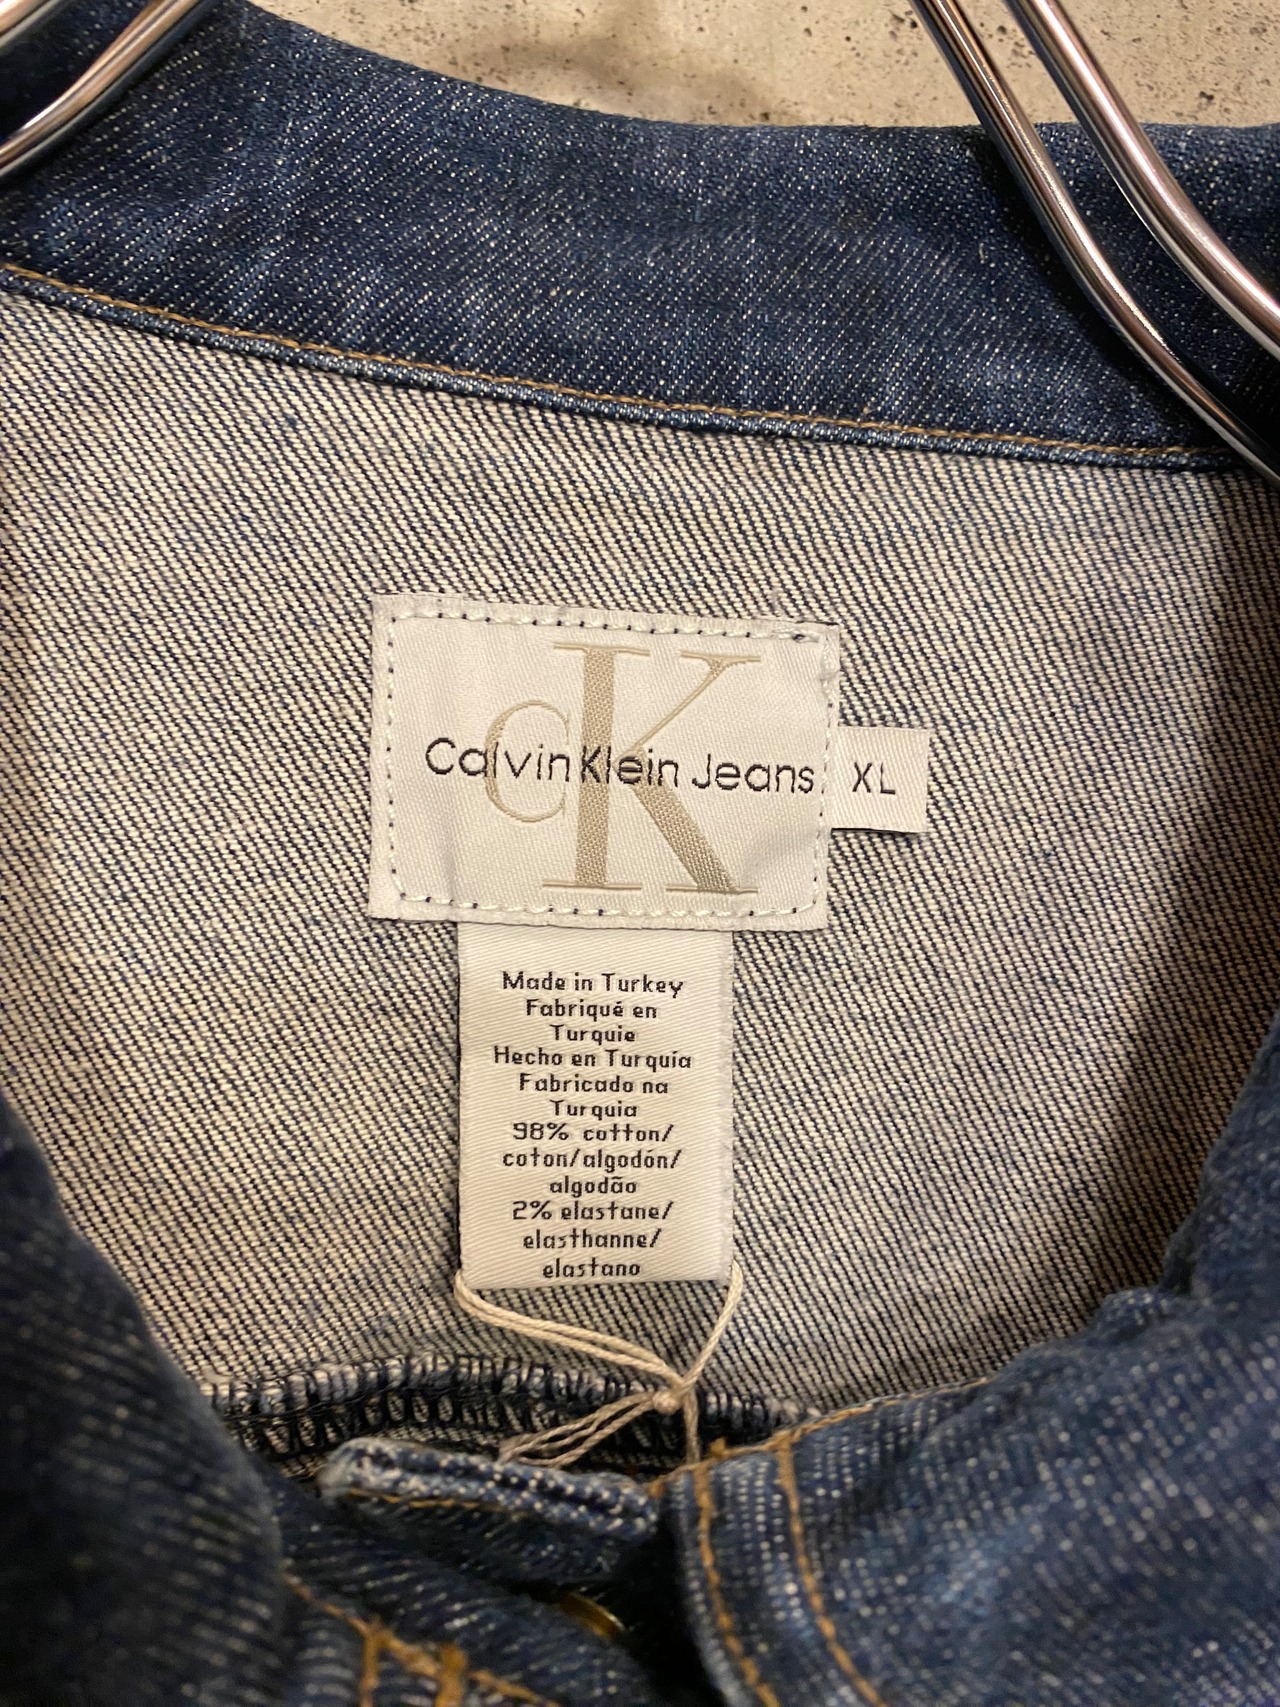 CK
Calvin Klein Jeans
XL
Made in Turkey
Fabriqué en
Turquie
Hecho en Turquía
Fabricado na
Turquia
98% cotton/
coton/algodón/
algodão
2% elastane/
elasthanne/
elastano